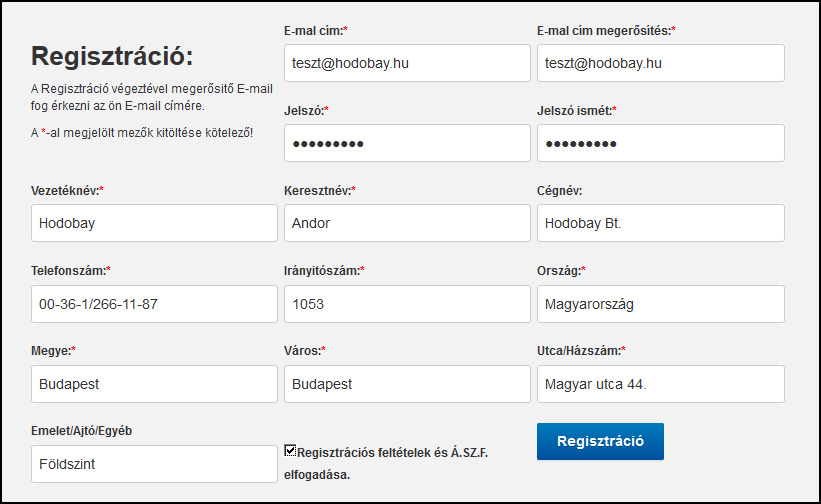 Regisztráció:
A Regisztráció végeztével megerősítő E-mail
fog érkezni az ön E-mail címére.
A *-al megjelölt mezők kitöltése kötelező!
E-mal cím:*
E-mal cím megerősítés:*
teszt@hodobay.hu
teszt@hodobay.hu
Jelszó:*
Jelszó ismét:*
●●●●●●●●●
●●●●●●●●●
Vezetéknév:*
Keresztnév:*
Cégnév:
Hodobay
Andor
Hodobay Bt.
Telefonszám:*
Irányitószám:*
Ország:*
00-36-1/266-11-87
1053
Magyarország
Megye:*
Város:*
Utca/Házszám:*
Budapest
Budapest
Magyar utca 44.
Emelet/Ajtó/Egyéb
Földszint
Regisztrációs feltételek és Á.SZ.F.
elfogadása.
Regisztráció